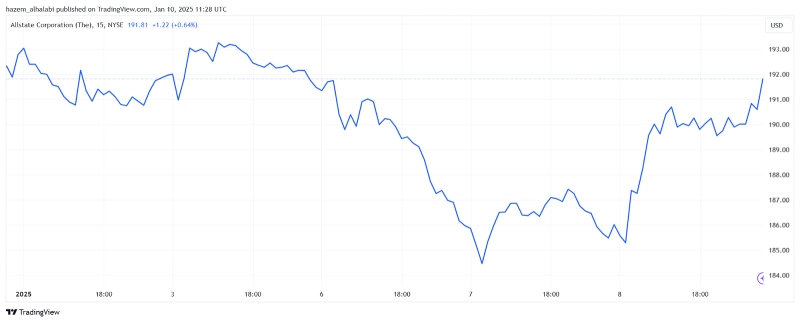 hazem_alhalabi published on TradingView.com, Jan 10, 2025 11:28 UTC
Allstate Corporation (The), 15, NYSE 191.81 +1.22 (+0.64%)
USD
193.00
192.00
191.00
190.00
189.00
188.00
187.00
186.00
185.00
184.00
2025 18:00 3 18:00 6 18:00 7 18:00 8 18:00
TradingView